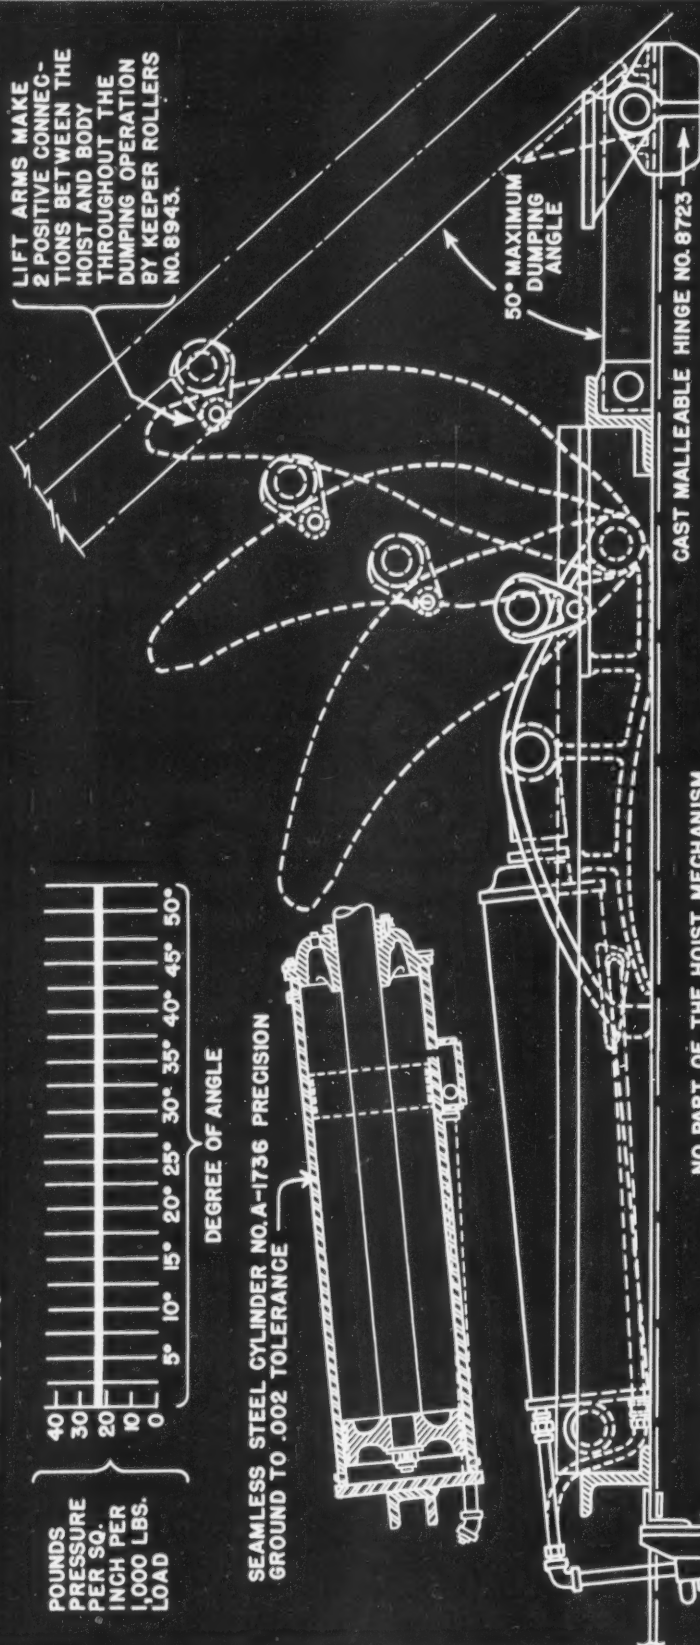 POUNDS
PRESSURE
PER SQ.
INCH PER
1,000 LBS.
LOAD
40
30
20
10
0
5° 10° 15° 20° 25° 30° 35° 40° 45° 50°
DEGREE OF ANGLE
LIFT ARMS MAKE
2 POSITIVE CONNEC-
TIONS BETWEEN THE
HOIST AND BODY
THROUGHOUT THE
DUMPING OPERATION
BY KEEPER ROLLERS
NO. 8943.
SEAMLESS STEEL CYLINDER NO. A-1736 PRECISION
GROUND TO .002 TOLERANCE
50° MAXIMUM
DUMPING
ANGLE
CAST MALLEABLE HINGE NO. 8723
NO PART OF THE HOIST MECHANISM